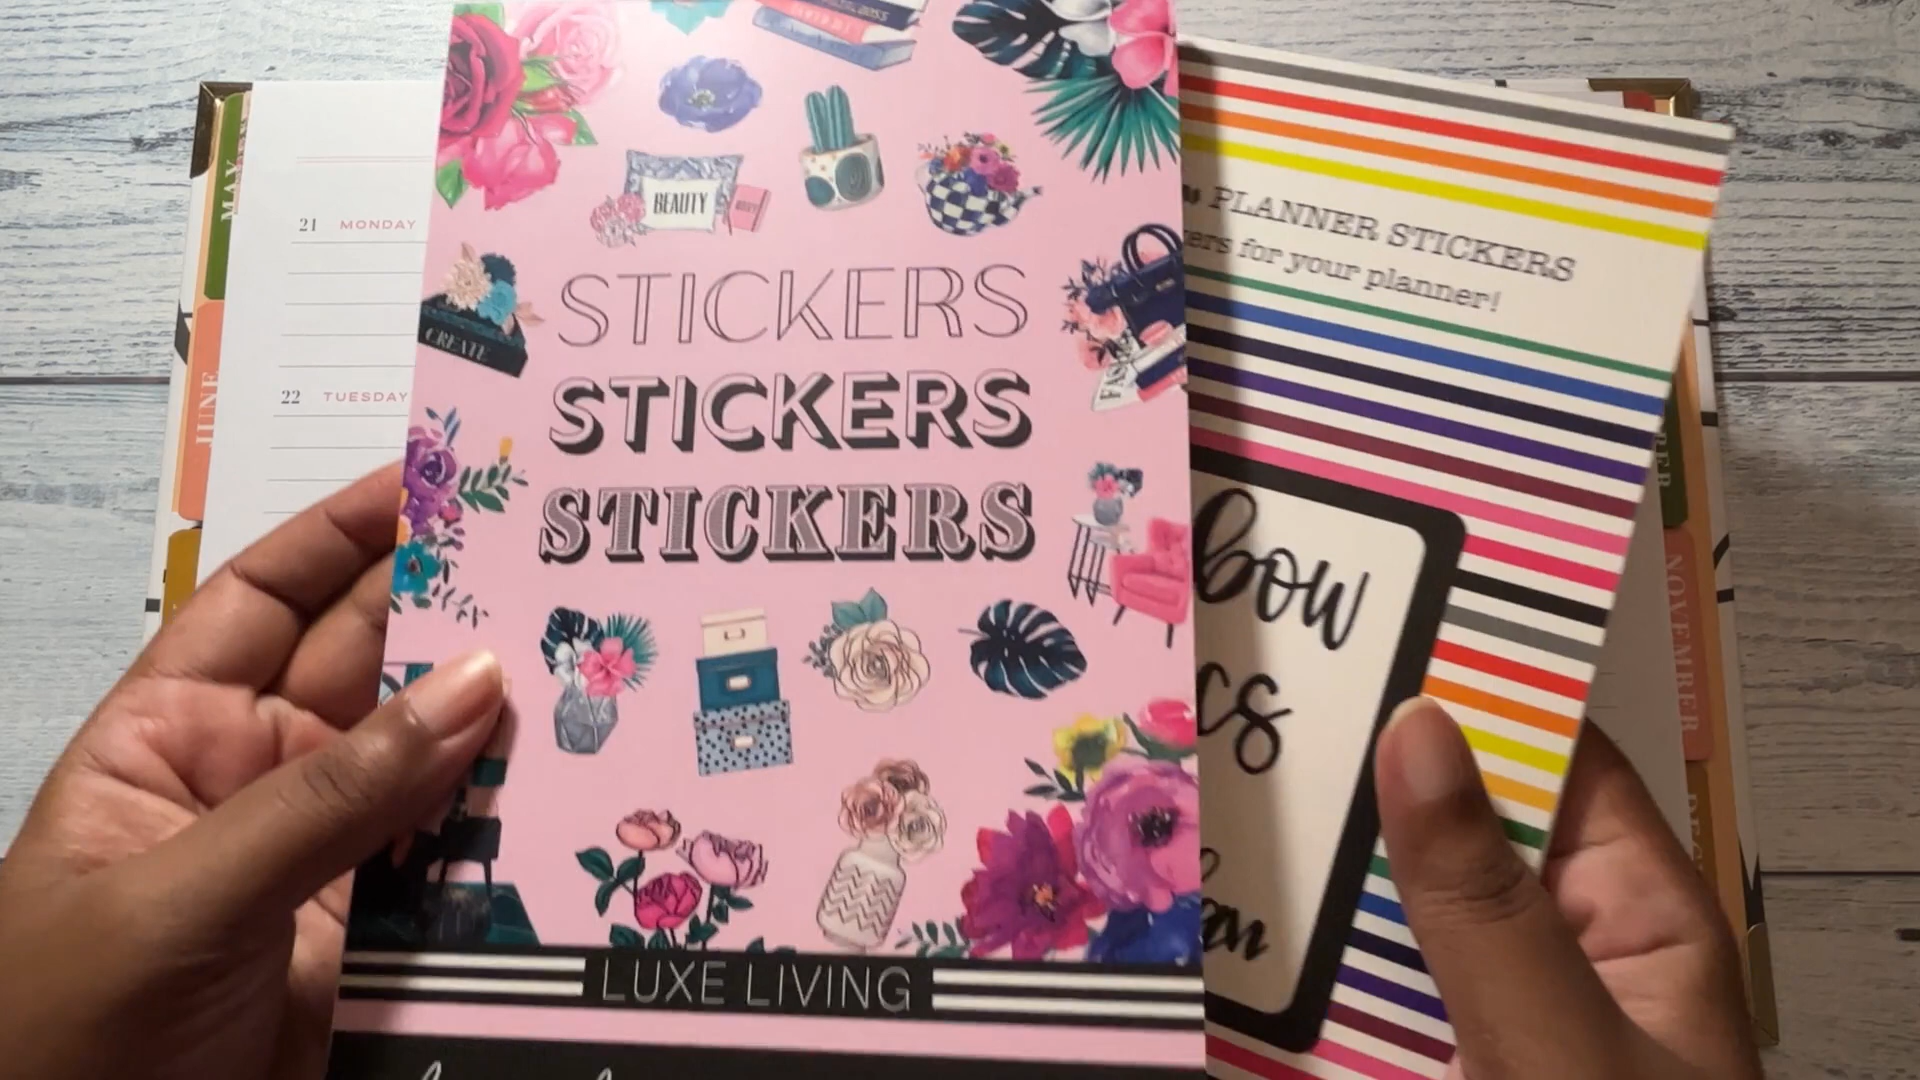 MAY
21 MONDAY
JUNE
22 TUESDAY
BEAUTY
CREATE
STICKERS
STICKERS
STICKERS
LUXE LIVING
PLANNER STICKERS
for your planner!
NOVEMBER